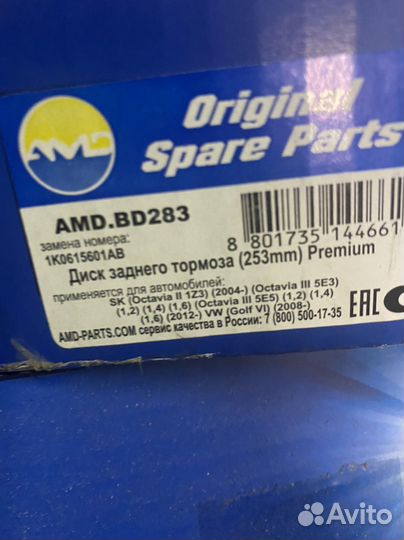 AMD
Original
Spare Parts
AMD.BD283
замена номера:
1K0615601AB
8 801735 144661
Диск заднего тормоза (253mm) Premium
применяется для автомобилей:
SK (Octavia II 1Z3) (2004-) (Octavia III 5E3)
(1,2) (1,4) (1,6) (Octavia III 5E5) (1,2) (1,4)
(1,6) (2012-) VW (Golf VI) (2008-)
AMD-PARTS.COM сервис качества в России: 7 (800) 500-17-35
EAC
Avito